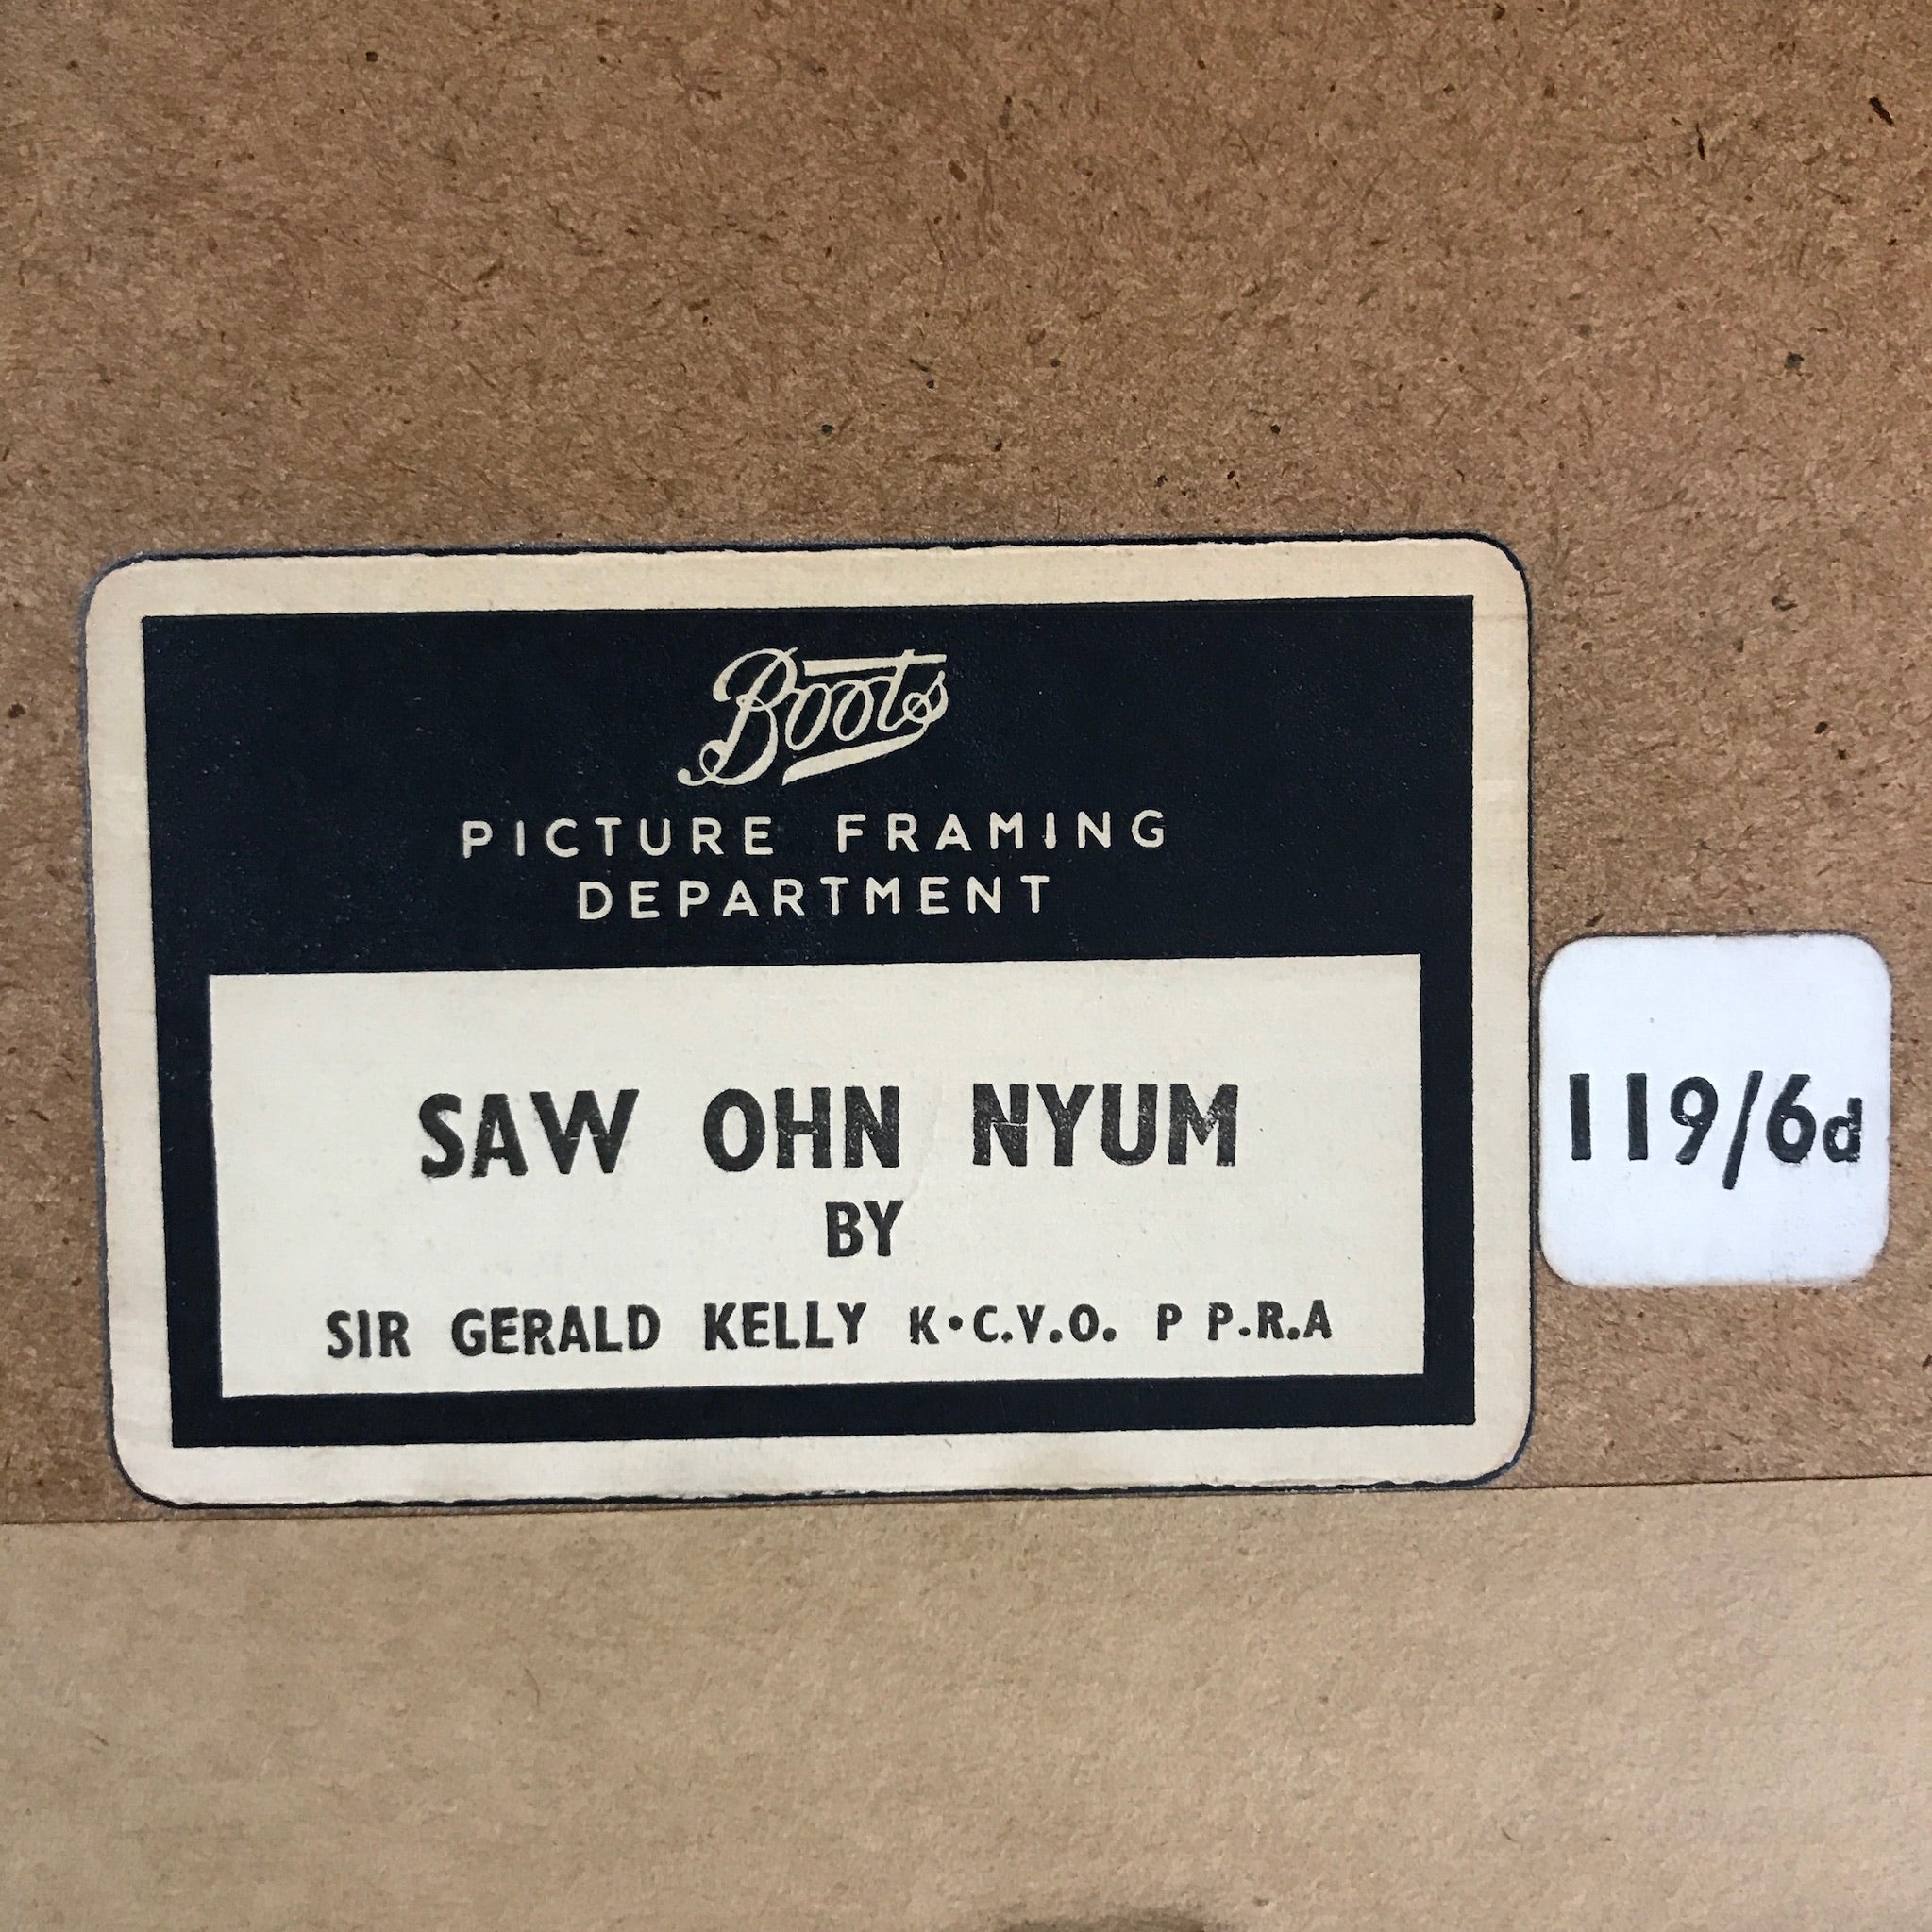 Boots
PICTURE FRAMING
DEPARTMENT
SAW OHN NYUM
BY
SIR GERALD KELLY K·C.V.O. P P.R.A
119/6d